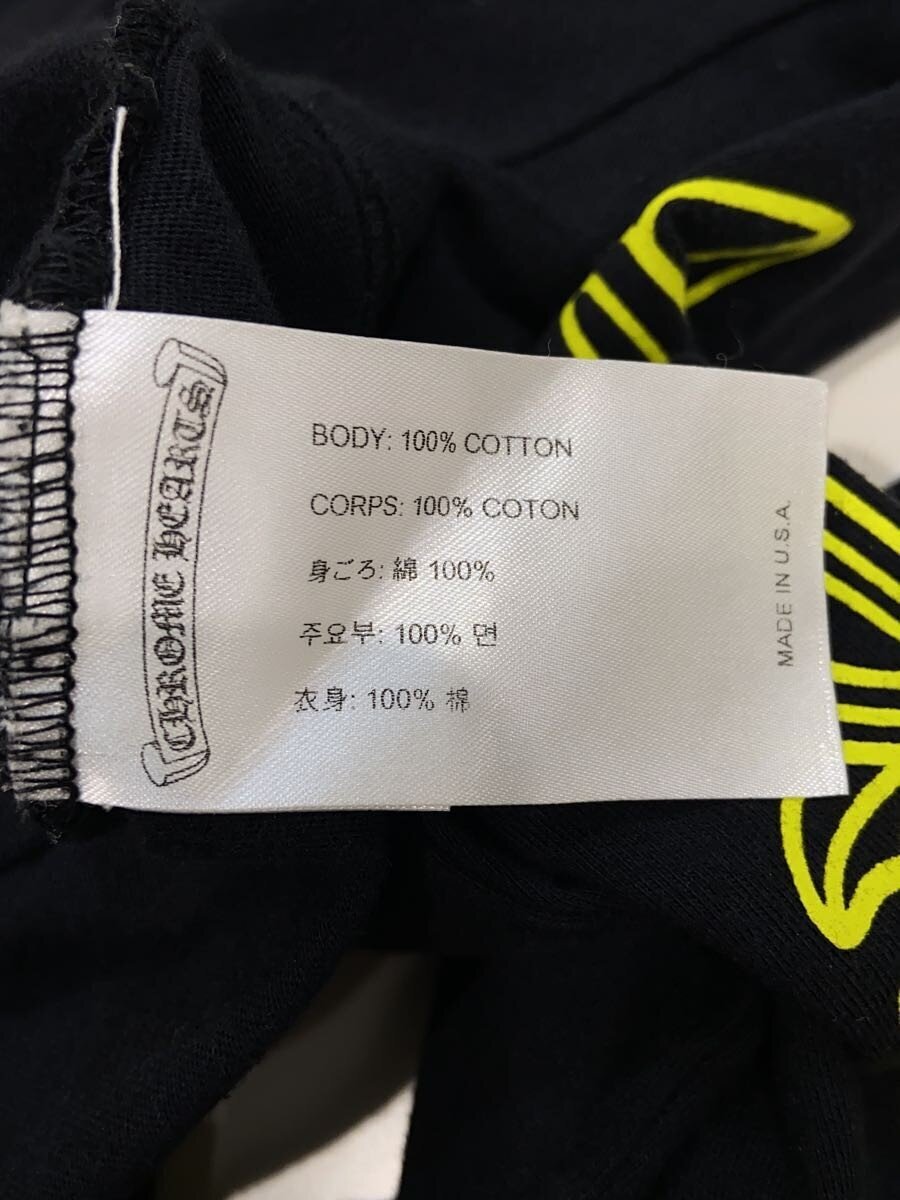 CHROME HEARTS
BODY: 100% COTTON
CORPS: 100% COTON
身ごろ: 綿 100%
주요부: 100% 면
衣身: 100% 棉
MADE IN U.S.A.